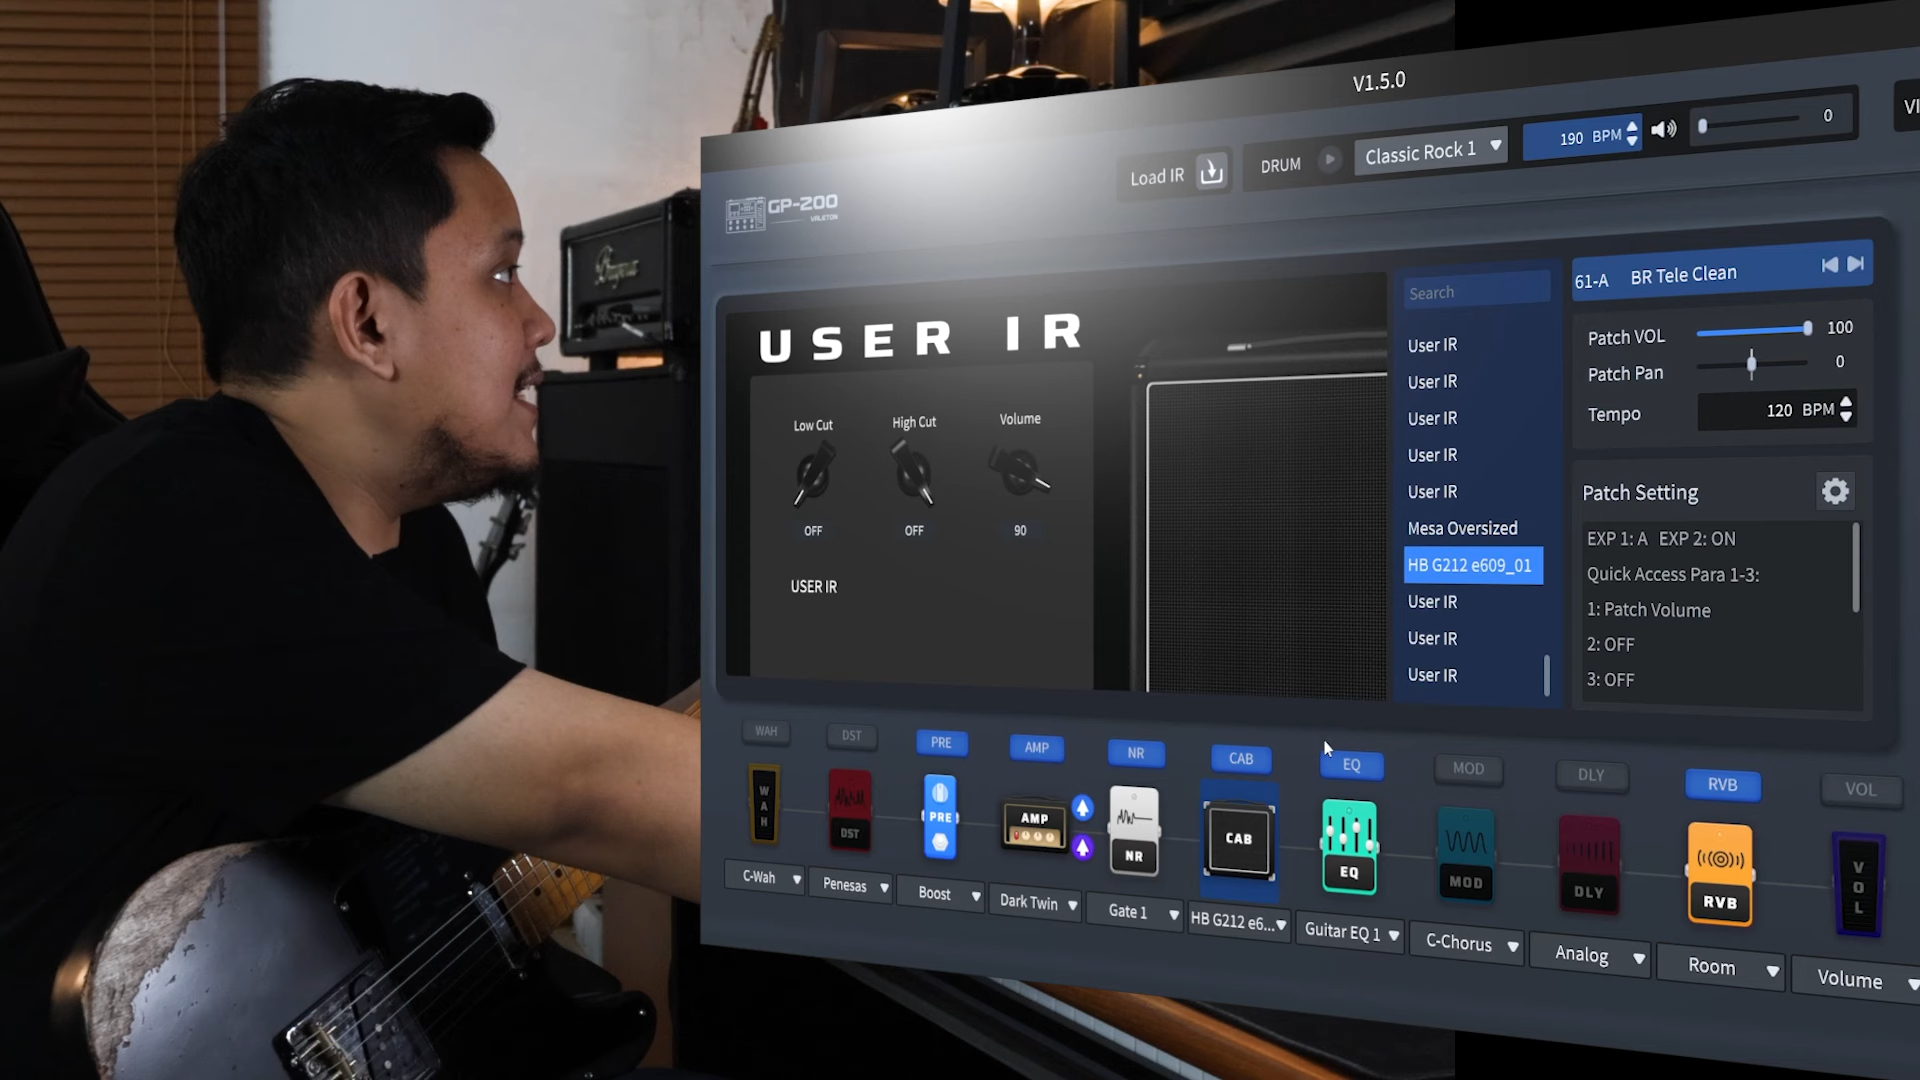 V1.5.0
Load IR
DRUM
Classic Rock 1
190 BPM
0
VI
GP-200
VALETON
Bugera
USER IR
Low Cut
High Cut
Volume
OFF
OFF
90
USER IR
Search
User IR
User IR
User IR
User IR
User IR
Mesa Oversized
HB G212 e609_01
User IR
User IR
User IR
61-A BR Tele Clean
Patch VOL 100
Patch Pan 0
Tempo 120 BPM
Patch Setting
EXP 1: A EXP 2: ON
Quick Access Para 1-3:
1: Patch Volume
2: OFF
3: OFF
WAH
DST
PRE
AMP
NR
CAB
EQ
MOD
DLY
RVB
VOL
WAH
DST
PRE
AMP
NR
CAB
EQ
MOD
DLY
RVB
VOL
C-Wah
Penesas
Boost
Dark Twin
Gate 1
HB G212 e6...
Guitar EQ 1
C-Chorus
Analog
Room
Volume